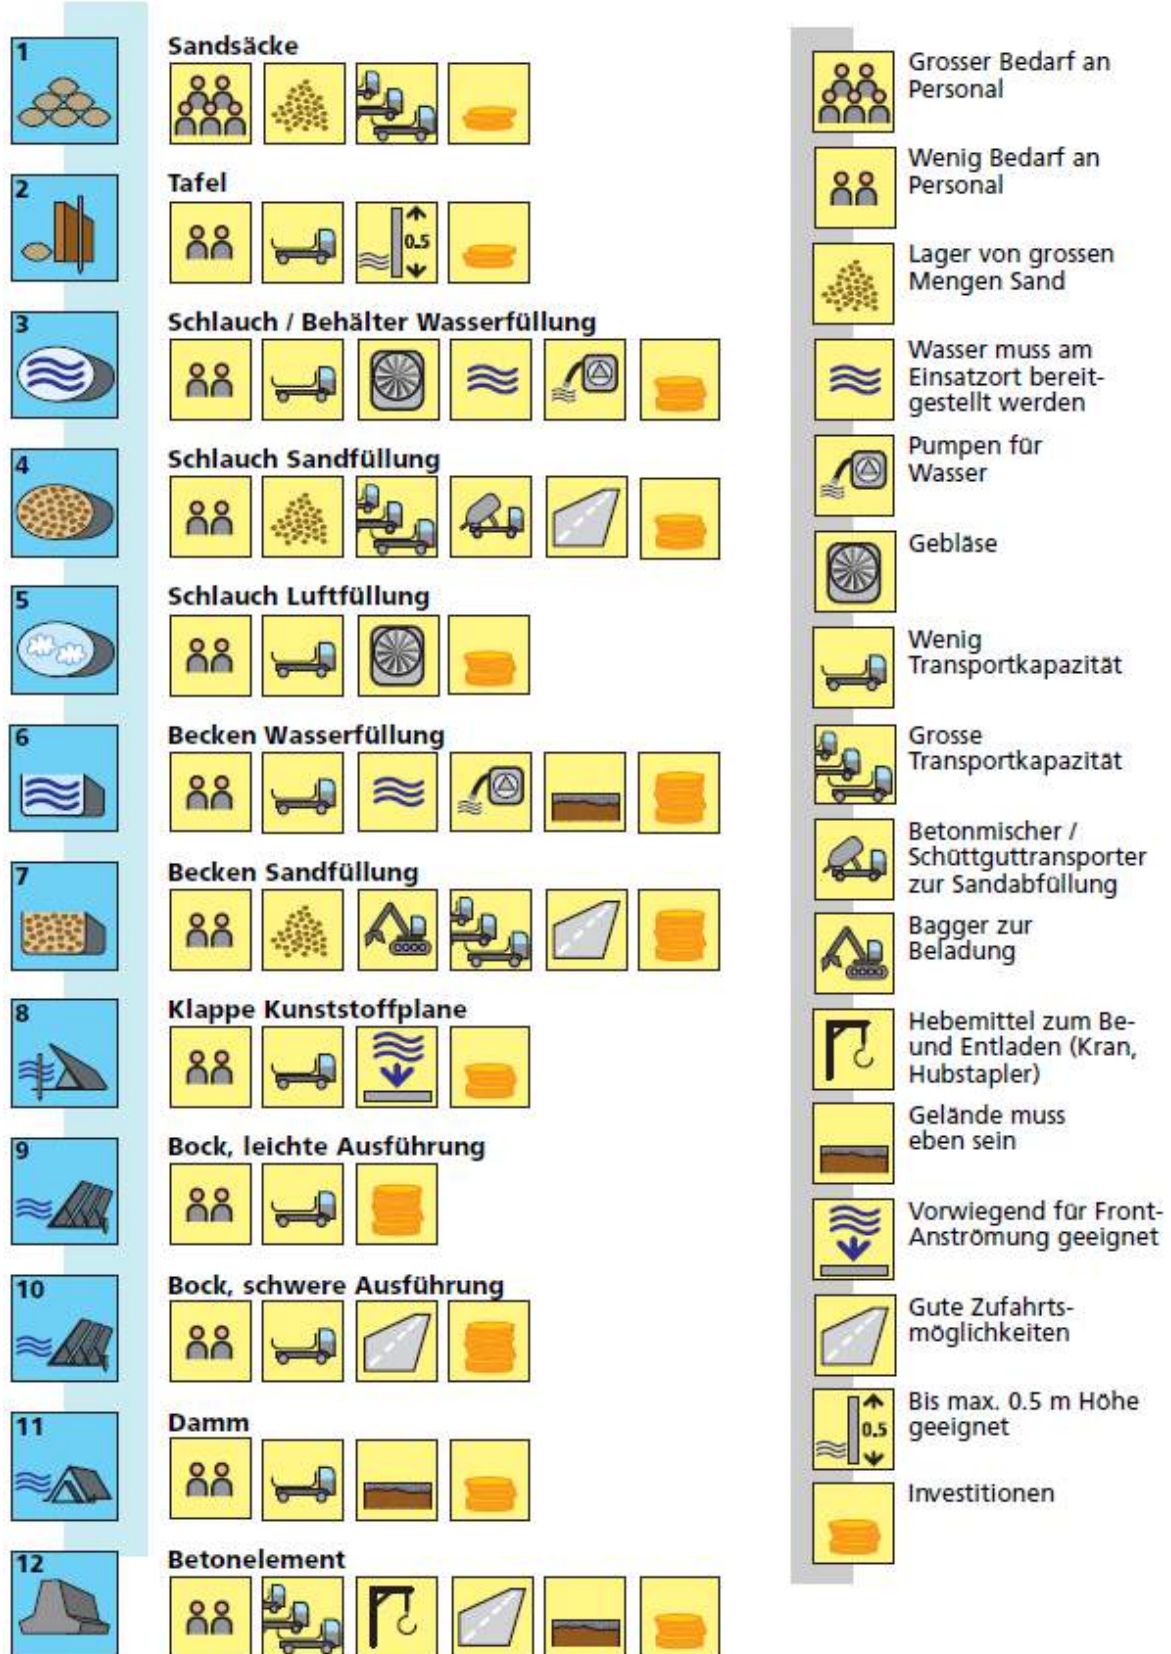 1
Sandsäcke
2
Tafel
0.5
3
Schlauch / Behälter Wasserfüllung
4
Schlauch Sandfüllung
5
Schlauch Luftfüllung
6
Becken Wasserfüllung
7
Becken Sandfüllung
8
Klappe Kunststoffplane
9
Bock, leichte Ausführung
10
Bock, schwere Ausführung
11
Damm
12
Betonelement
Grosser Bedarf an
Personal
Wenig Bedarf an
Personal
Lager von grossen
Mengen Sand
Wasser muss am
Einsatzort bereit-
gestellt werden
Pumpen für
Wasser
Gebläse
Wenig
Transportkapazität
Grosse
Transportkapazität
Betonmischer /
Schüttguttransporter
zur Sandabfüllung
Bagger zur
Beladung
Hebemittel zum Be-
und Entladen (Kran,
Hubstapler)
Gelände muss
eben sein
Vorwiegend für Front-
Anströmung geeignet
Gute Zufahrts-
möglichkeiten
Bis max. 0.5 m Höhe
geeignet
0.5
Investitionen